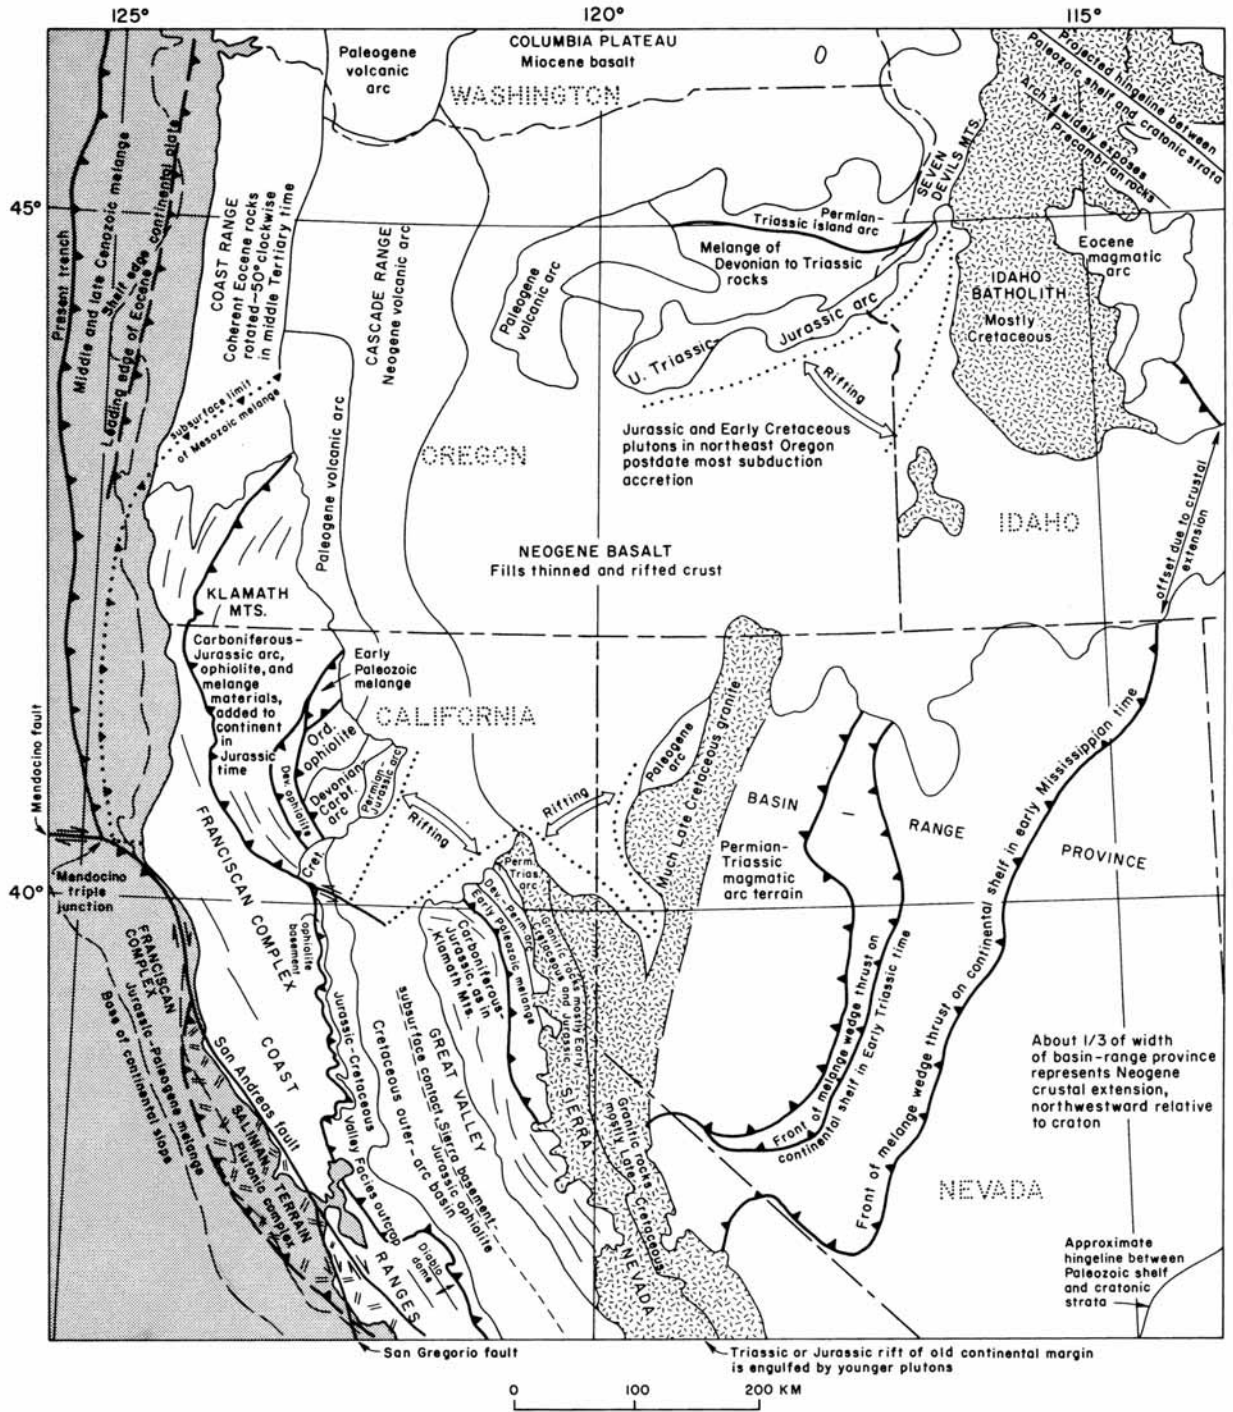 125°
120°
115°
Paleogene
volcanic
arc
COLUMBIA PLATEAU
Miocene basalt
WASHINGTON
Projected hingeline between
Paleozoic shelf and cratonic strata
Arch widely exposes
Precambrian rocks
SEVEN
DEVILS MTS.
45°
Present trench
Middle and late Cenozoic melange
Shelf edge
Leading edge of Eocene continental plate
COAST RANGE
Coherent Eocene rocks
rotated ~50° clockwise
in middle Tertiary time
CASCADE RANGE
Neogene volcanic arc
Paleogene
volcanic arc
Permian-
Triassic island arc
Melange of
Devonian to Triassic
rocks
U. Triassic-
Jurassic arc
IDAHO
BATHOLITH
Mostly
Cretaceous
Eocene
magmatic
arc
subsurface limit
of Mesozoic melange
Paleogene volcanic arc
OREGON
Rifting
Jurassic and Early Cretaceous
plutons in northeast Oregon
postdate most subduction
accretion
IDAHO
offset due to crustal
extension
NEOGENE BASALT
Fills thinned and rifted crust
KLAMATH
MTS.
Carboniferous-
Jurassic arc,
ophiolite, and
melange
materials,
added to
continent
in
Jurassic
time
Early
Paleozoic
melange
CALIFORNIA
Ord.
ophiolite
Dev. ophiolite
Devonian-
Carbf.
arc
Permian-
Jurassic arc
Cret.
Rifting
Rifting
Paleogene
arc
Much Late Cretaceous granite
BASIN
–
RANGE
PROVINCE
Permian-
Triassic
magmatic
arc terrain
Mendocino fault
40°
Mendocino
triple
junction
FRANCISCAN COMPLEX
ophiolite
basement
Perm.
Trias.
arc
Dev.-Perm. arc
Early Paleozoic melange
Carboniferous-
Jurassic, as in
Klamath Mts.
Granitic rocks mostly Early
Cretaceous and Jurassic
FRANCISCAN
COMPLEX
Jurassic-Paleogene melange
Base of continental slope
San Andreas fault
SALINIAN TERRAIN
Plutonic complex
COAST
RANGES
Jurassic-Cretaceous
Valley Facies outcrop
Cretaceous outer-arc basin
subsurface contact, Sierra basement-
Jurassic ophiolite
GREAT VALLEY
Diablo
dome
SIERRA
NEVADA
Granitic rocks
mostly Late
Cretaceous
Front of melange wedge thrust on
continental shelf in Early Triassic time
Front of melange wedge thrust on continental shelf in early Mississippian time
About 1/3 of width
of basin-range province
represents Neogene
crustal extension,
northwestward relative
to craton
NEVADA
Approximate
hingeline between
Paleozoic shelf
and cratonic
strata
San Gregorio fault
Triassic or Jurassic rift of old continental margin
is engulfed by younger plutons
0
100
200 KM